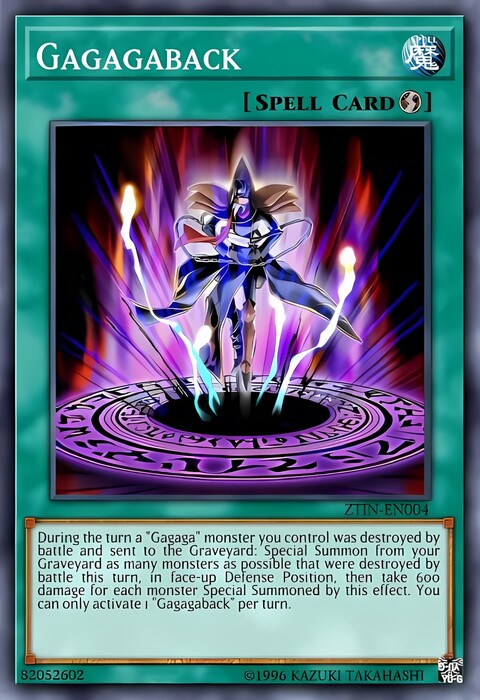 GAGAGABACK
魔
[SPELL CARD]
ZTIN-EN004
During the turn a "Gagaga" monster you control was destroyed by
battle and sent to the Graveyard: Special Summon from your
Graveyard as many monsters as possible that were destroyed by
battle this turn, in face-up Defense Position, then take 600
damage for each monster Special Summoned by this effect. You
can only activate 1 "Gagagaback" per turn.
82052602
©1996 KAZUKI TAKAHASHI